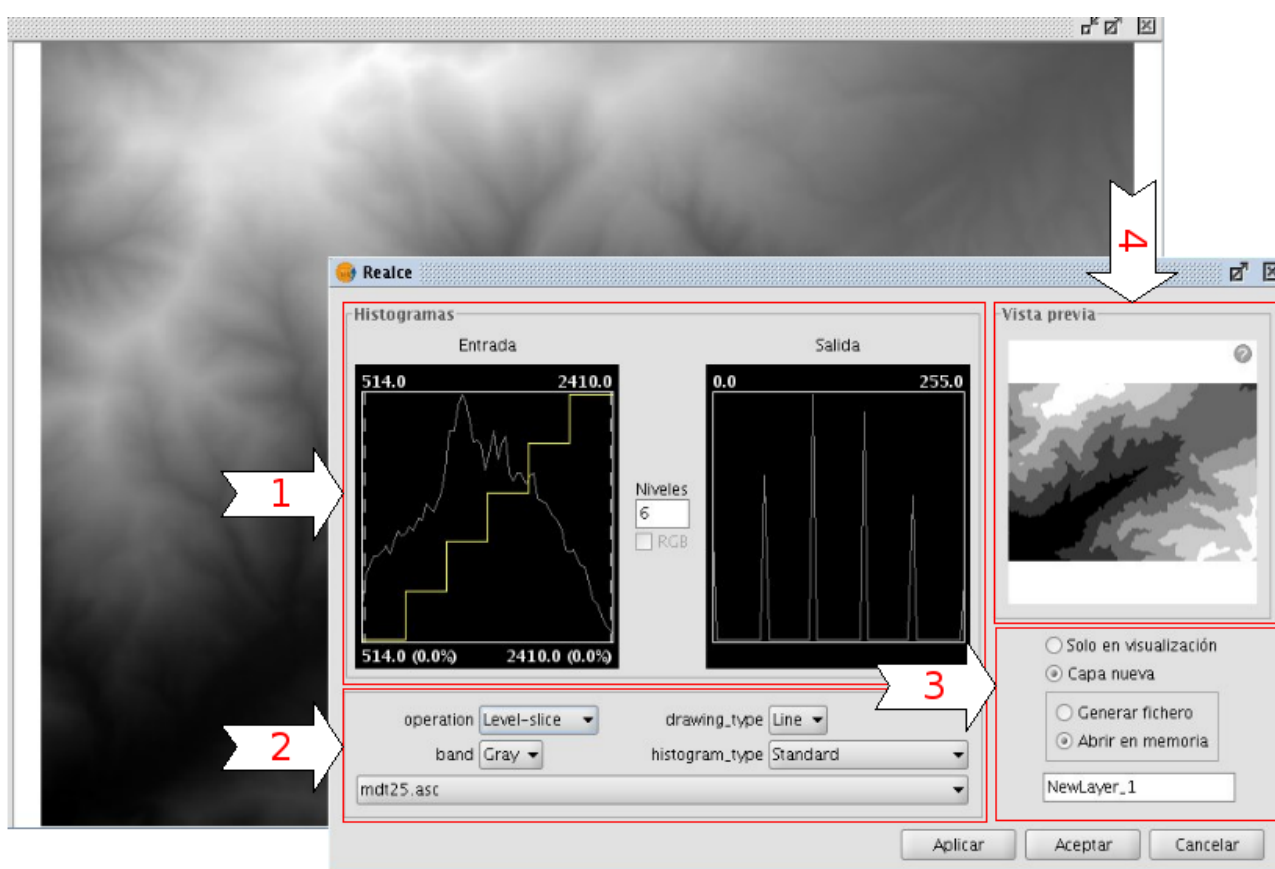 4
Realce
Histogramas
Entrada
Salida
514.0 2410.0
0.0 255.0
Niveles
6
RGB
514.0 (0.0%) 2410.0 (0.0%)
1
Vista previa
?
operation Level-slice drawing_type Line
band Gray histogram_type Standard
mdt25.asc
2
3
Solo en visualización
Capa nueva
Generar fichero
Abrir en memoria
NewLayer_1
Aplicar Aceptar Cancelar